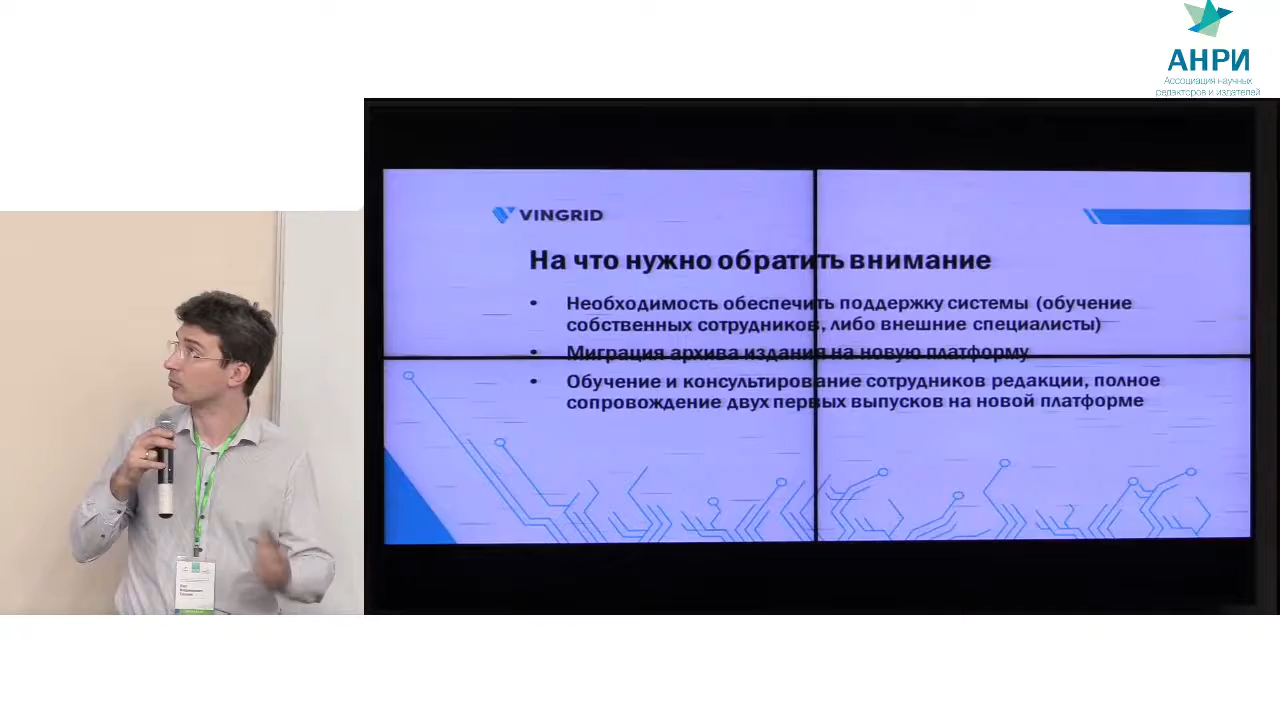 АНРИ
Ассоциация научных
редакторов и издателей
VINGRID
На что нужно обратить внимание
• Необходимость обеспечить поддержку системы (обучение
собственных сотрудников, либо внешние специалисты)
• Миграция архива издания на новую платформу
• Обучение и консультирование сотрудников редакции, полное
сопровождение двух первых выпусков на новой платформе